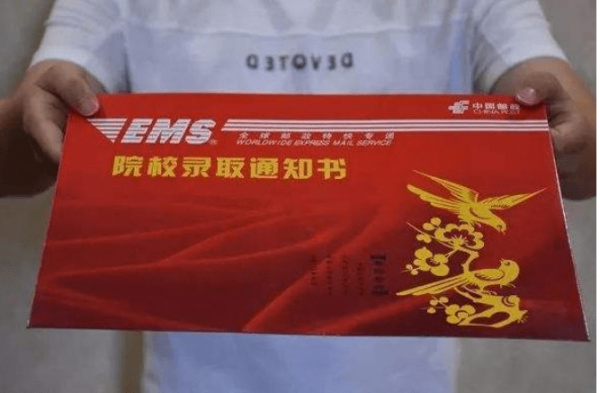 DEVOTED
中国邮政
CHINA POST
EMS
全球邮政特快专递
WORLDWIDE EXPRESS MAIL SERVICE
院校录取通知书